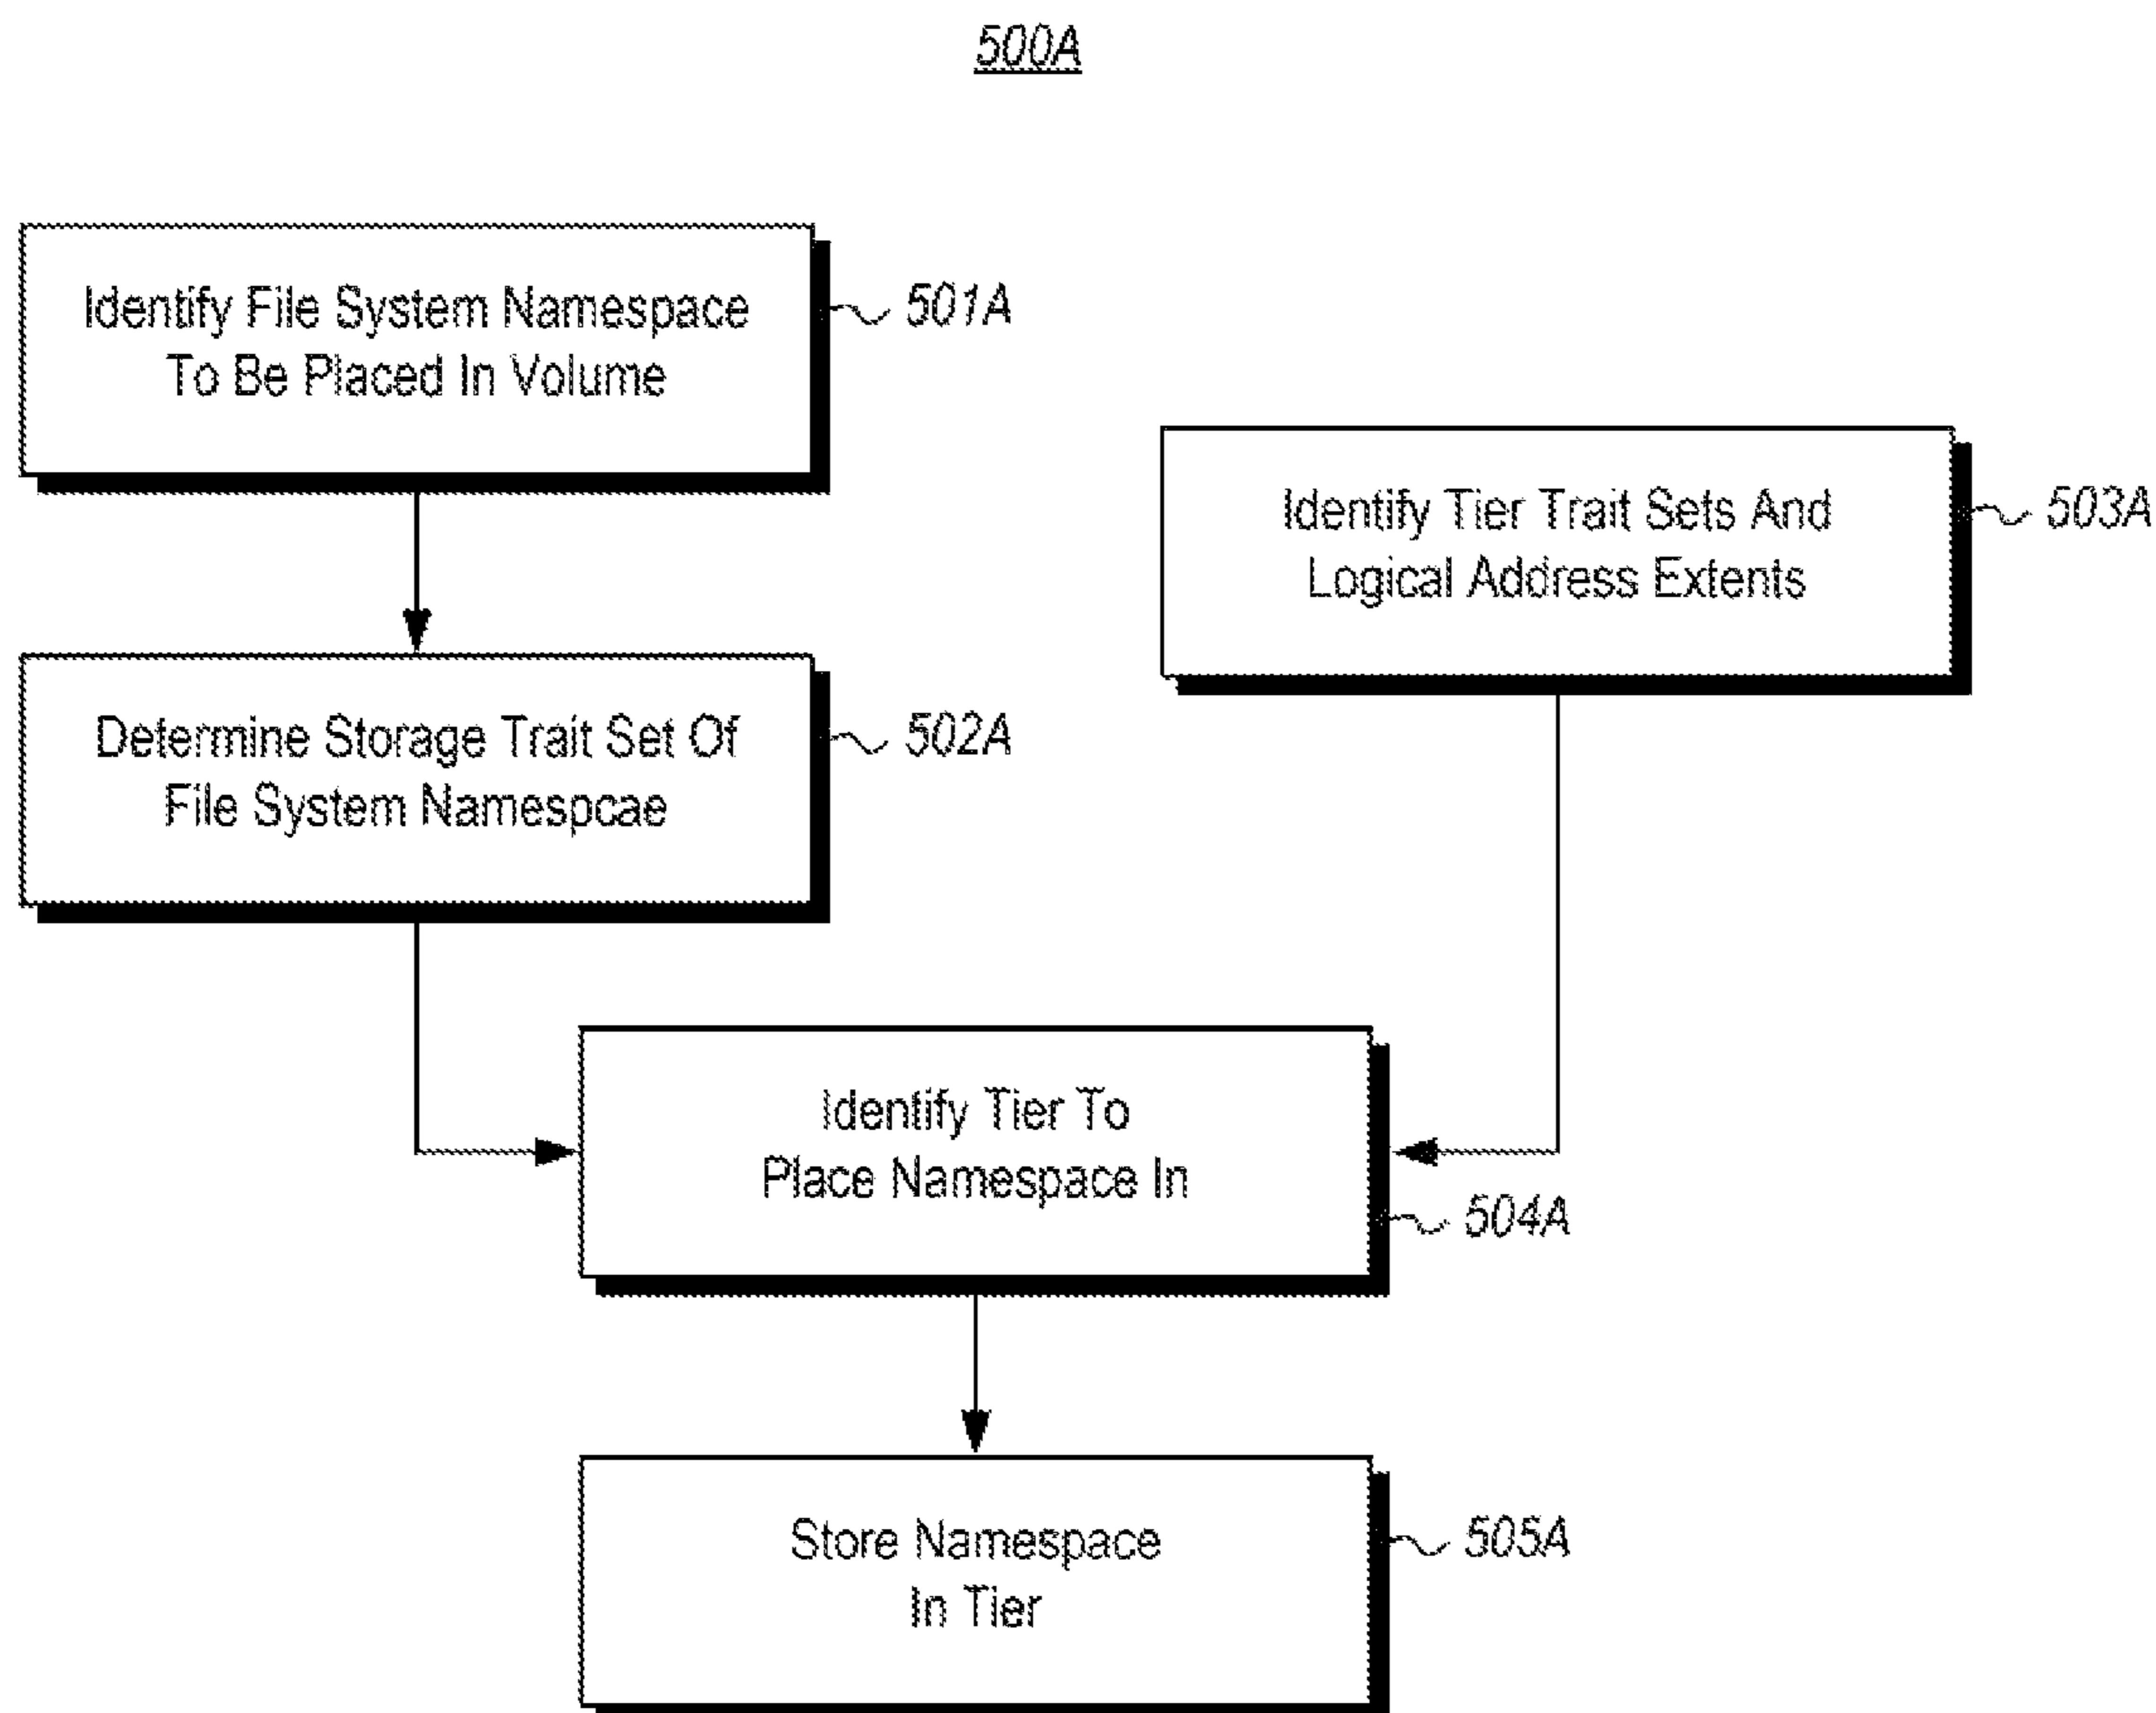 500A
Identify File System Namespace
To Be Placed In Volume
501A
Identify Tier Trait Sets And
Logical Address Extents
503A
Determine Storage Trait Set Of
File System Namespcae
502A
Identify Tier To
Place Namespace In
504A
Store Namespace
In Tier
505A